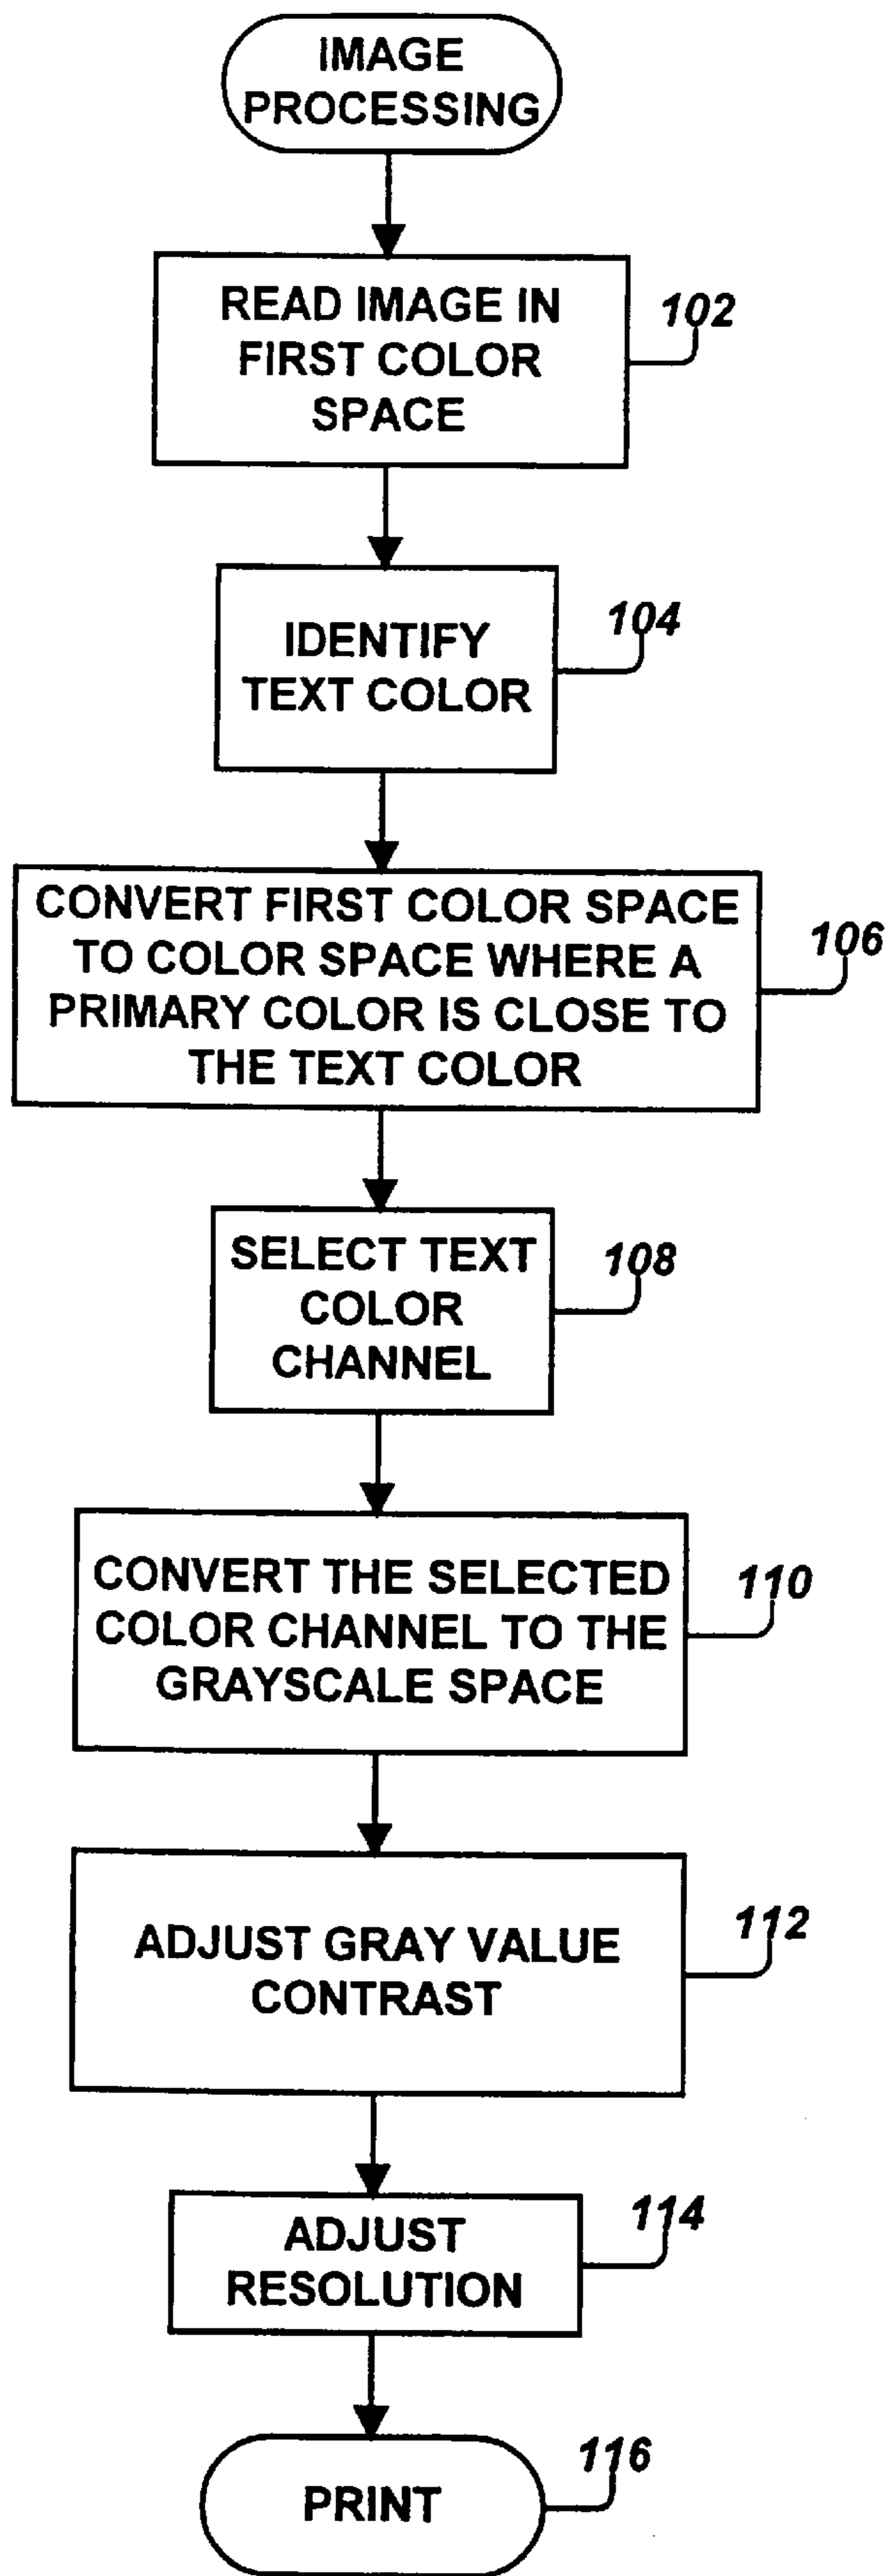 IMAGE
PROCESSING
READ IMAGE IN
FIRST COLOR
SPACE
102
IDENTIFY
TEXT COLOR
104
CONVERT FIRST COLOR SPACE
TO COLOR SPACE WHERE A
PRIMARY COLOR IS CLOSE TO
THE TEXT COLOR
106
SELECT TEXT
COLOR
CHANNEL
108
CONVERT THE SELECTED
COLOR CHANNEL TO THE
GRAYSCALE SPACE
110
ADJUST GRAY VALUE
CONTRAST
112
ADJUST
RESOLUTION
114
PRINT
116